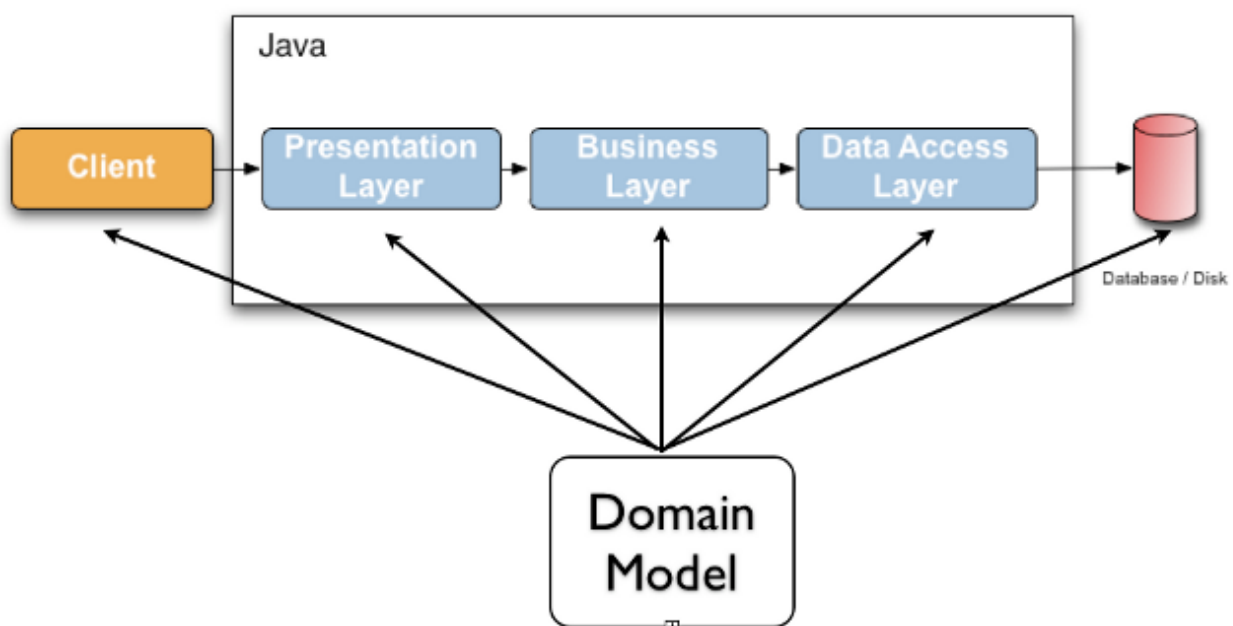 Java
Client
Presentation
Layer
Business
Layer
Data Access
Layer
Database / Disk
Domain
Model